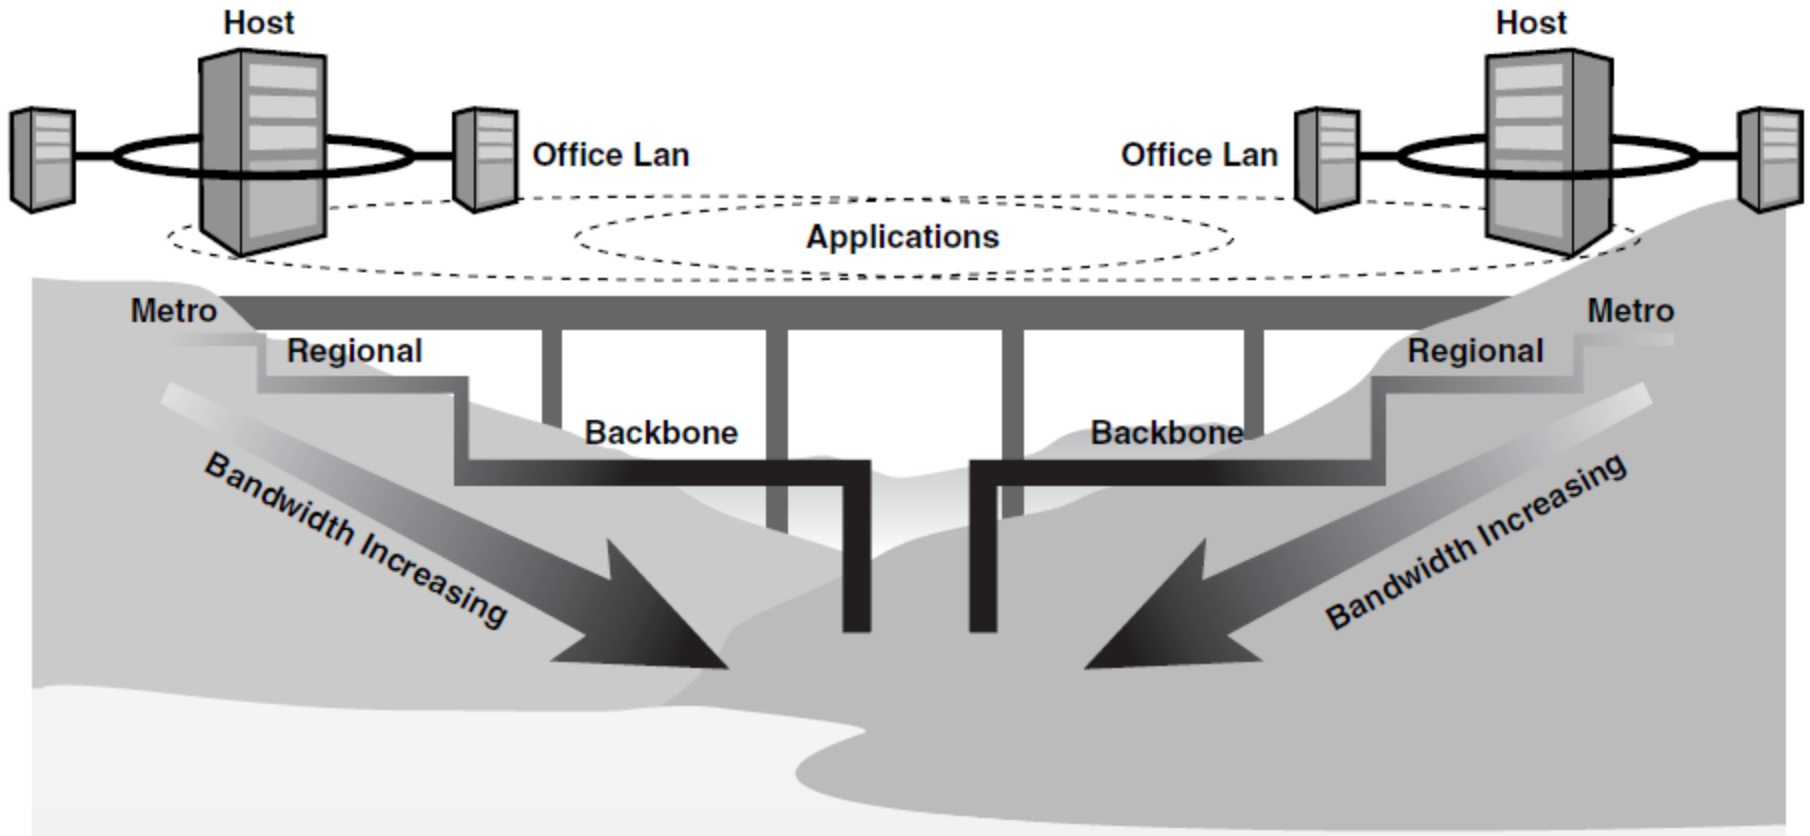 Host
Host
Office Lan
Office Lan
Applications
Metro
Metro
Regional
Regional
Backbone
Backbone
Bandwidth Increasing
Bandwidth Increasing